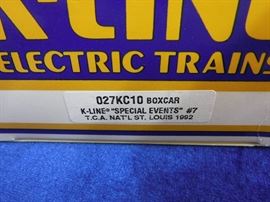 K-LINE
ELECTRIC TRAINS
027KC10 BOXCAR
K-LINE® "SPECIAL EVENTS" #7
T.C.A. NAT'L ST. LOUIS 1992